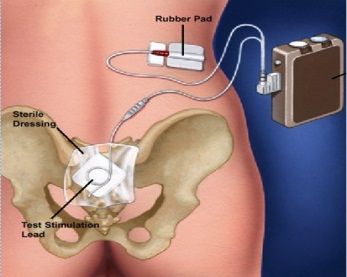 Rubber Pad
Sterile
Dressing
Test Stimulation
Lead